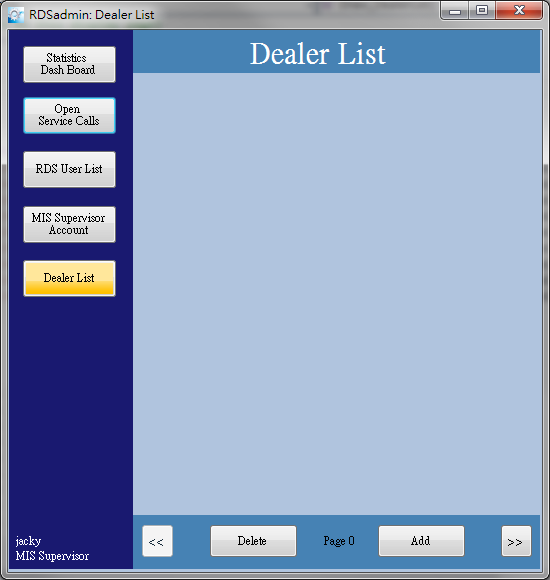 RDSadmin: Dealer List
Dealer List
Statistics
Dash Board
Open
Service Calls
RDS User List
MIS Supervisor
Account
Dealer List
jacky
MIS Supervisor
<< Delete Page 0 Add >>